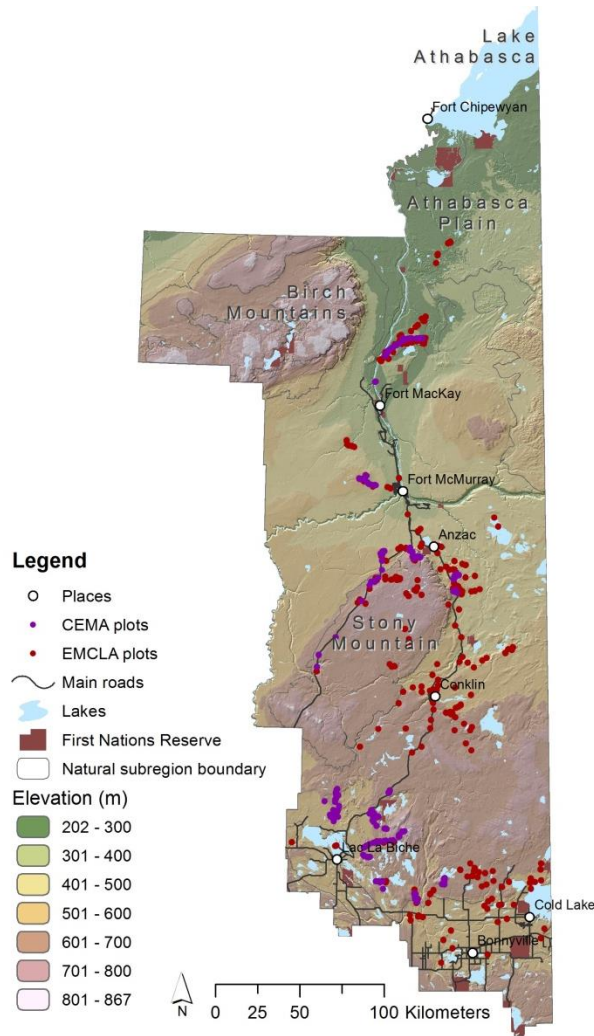 Lake
Athabasca
Fort Chipewyan
Athabasca
Plain
Birch
Mountains
Fort MacKay
Fort McMurray
Anzac
Stony
Mountain
Conklin
Lac La Biche
Cold Lake
Bonnyville
Legend
Places
CEMA plots
EMCLA plots
Main roads
Lakes
First Nations Reserve
Natural subregion boundary
Elevation (m)
202 - 300
301 - 400
401 - 500
501 - 600
601 - 700
701 - 800
801 - 867
N
0 25 50 100 Kilometers